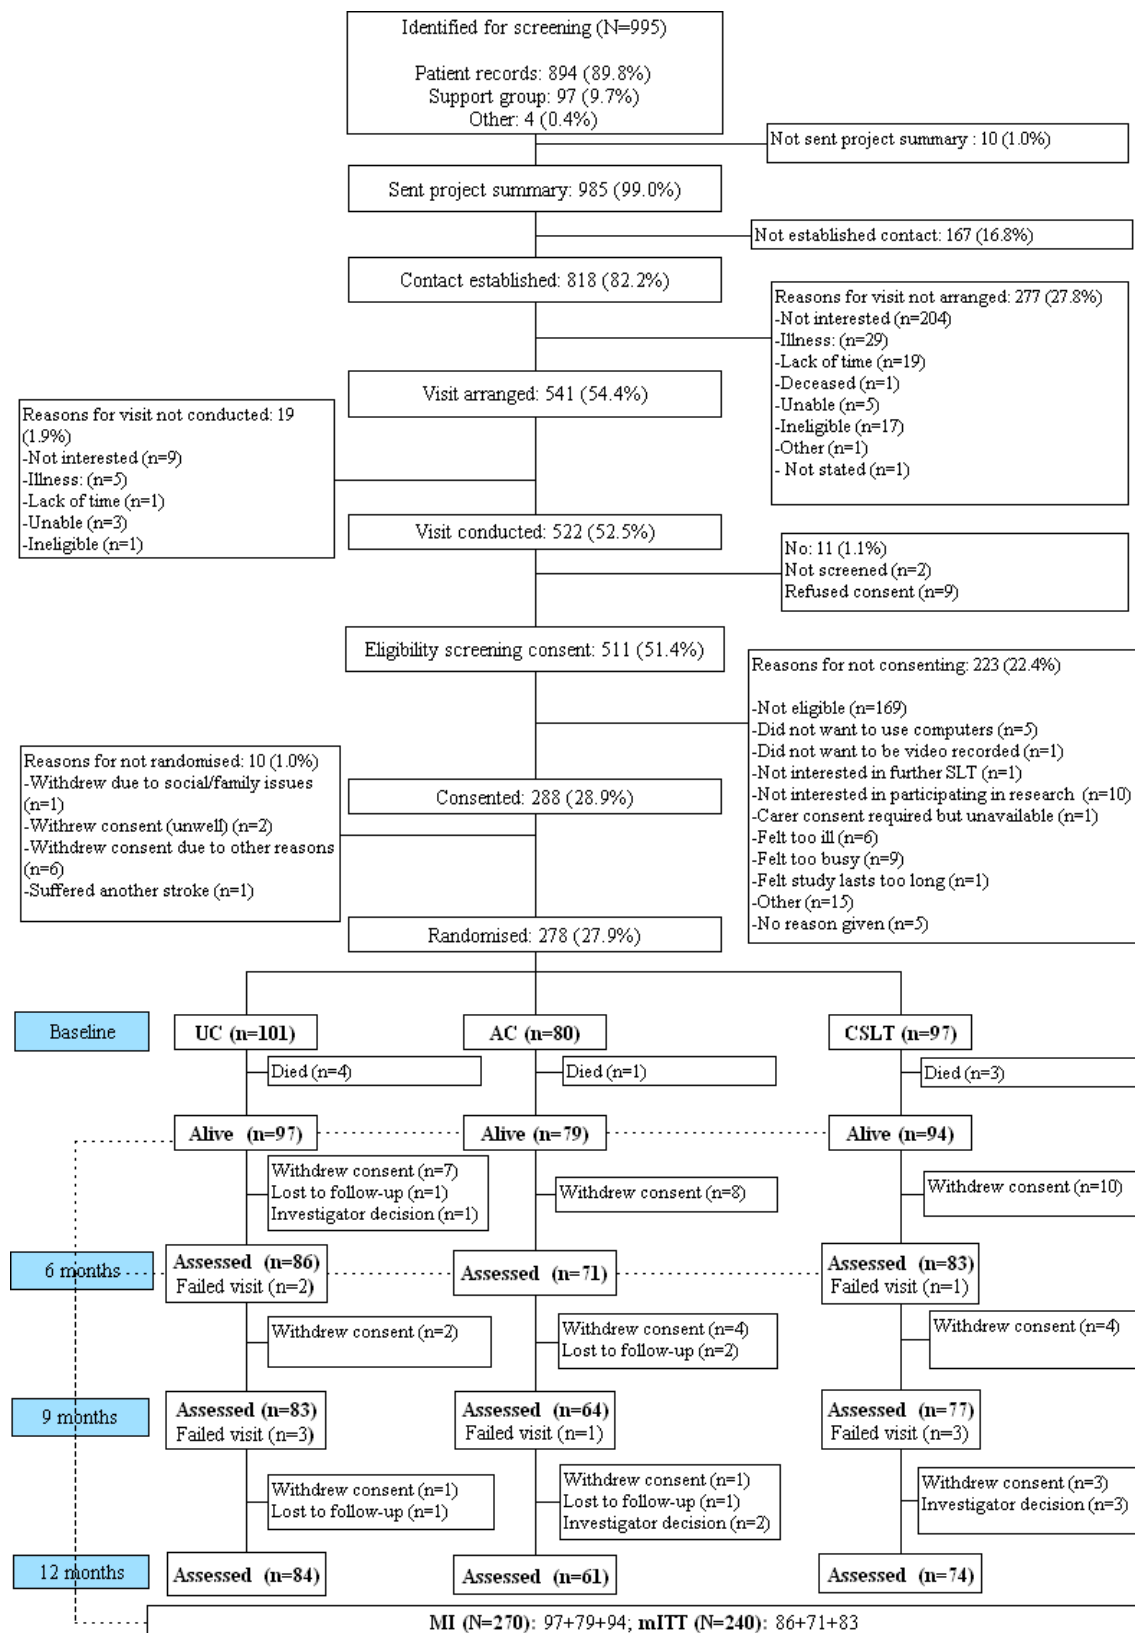 Identified for screening (N=995)
Patient records: 894 (89.8%)
Support group: 97 (9.7%)
Other: 4 (0.4%)
Not sent project summary : 10 (1.0%)
Sent project summary: 985 (99.0%)
Not established contact: 167 (16.8%)
Contact established: 818 (82.2%)
Reasons for visit not arranged: 277 (27.8%)
-Not interested (n=204)
-Illness: (n=29)
-Lack of time (n=19)
-Deceased (n=1)
-Unable (n=5)
-Ineligible (n=17)
-Other (n=1)
- Not stated (n=1)
Visit arranged: 541 (54.4%)
Reasons for visit not conducted: 19
(1.9%)
-Not interested (n=9)
-Illness: (n=5)
-Lack of time (n=1)
-Unable (n=3)
-Ineligible (n=1)
Visit conducted: 522 (52.5%)
No: 11 (1.1%)
Not screened (n=2)
Refused consent (n=9)
Eligibility screening consent: 511 (51.4%)
Reasons for not consenting: 223 (22.4%)
-Not eligible (n=169)
-Did not want to use computers (n=5)
-Did not want to be video recorded (n=1)
-Not interested in further SLT (n=1)
-Not interested in participating in research (n=10)
-Carer consent required but unavailable (n=1)
-Felt too ill (n=6)
-Felt too busy (n=9)
-Felt study lasts too long (n=1)
-Other (n=15)
-No reason given (n=5)
Consented: 288 (28.9%)
Reasons for not randomised: 10 (1.0%)
-Withdrew due to social/family issues
(n=1)
-Withrew consent (unwell) (n=2)
-Withdrew consent due to other reasons
(n=6)
-Suffered another stroke (n=1)
Randomised: 278 (27.9%)
Baseline
UC (n=101)
AC (n=80)
CSLT (n=97)
Died (n=4)
Died (n=1)
Died (n=3)
Alive (n=97)
Alive (n=79)
Alive (n=94)
Withdrew consent (n=7)
Lost to follow-up (n=1)
Investigator decision (n=1)
Withdrew consent (n=8)
Withdrew consent (n=10)
6 months
Assessed (n=86)
Failed visit (n=2)
Assessed (n=71)
Assessed (n=83)
Failed visit (n=1)
Withdrew consent (n=2)
Withdrew consent (n=4)
Lost to follow-up (n=2)
Withdrew consent (n=4)
9 months
Assessed (n=83)
Failed visit (n=3)
Assessed (n=64)
Failed visit (n=1)
Assessed (n=77)
Failed visit (n=3)
Withdrew consent (n=1)
Lost to follow-up (n=1)
Withdrew consent (n=1)
Lost to follow-up (n=1)
Investigator decision (n=2)
Withdrew consent (n=3)
Investigator decision (n=3)
12 months
Assessed (n=84)
Assessed (n=61)
Assessed (n=74)
MI (N=270): 97+79+94; mITT (N=240): 86+71+83